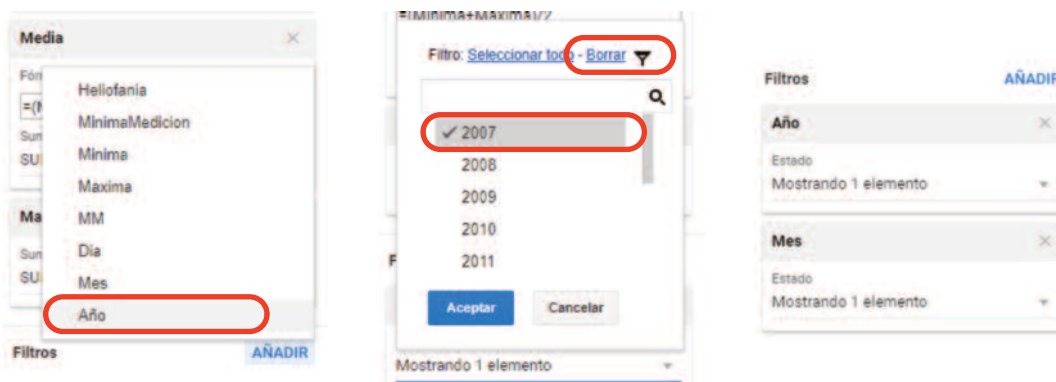 Media
Fór
=(M
Sun
SU
Heliofania
MinimaMedicion
Minima
Maxima
MM
Dia
Mes
Año
Ma
Sun
SU
Filtros AÑADIR
=(Minima+Maxima)/2
Filtro: Seleccionar todo - Borrar
✓ 2007
2008
2009
2010
2011
F
Aceptar Cancelar
Mostrando 1 elemento
Filtros AÑADIR
Año
Estado
Mostrando 1 elemento
Mes
Estado
Mostrando 1 elemento